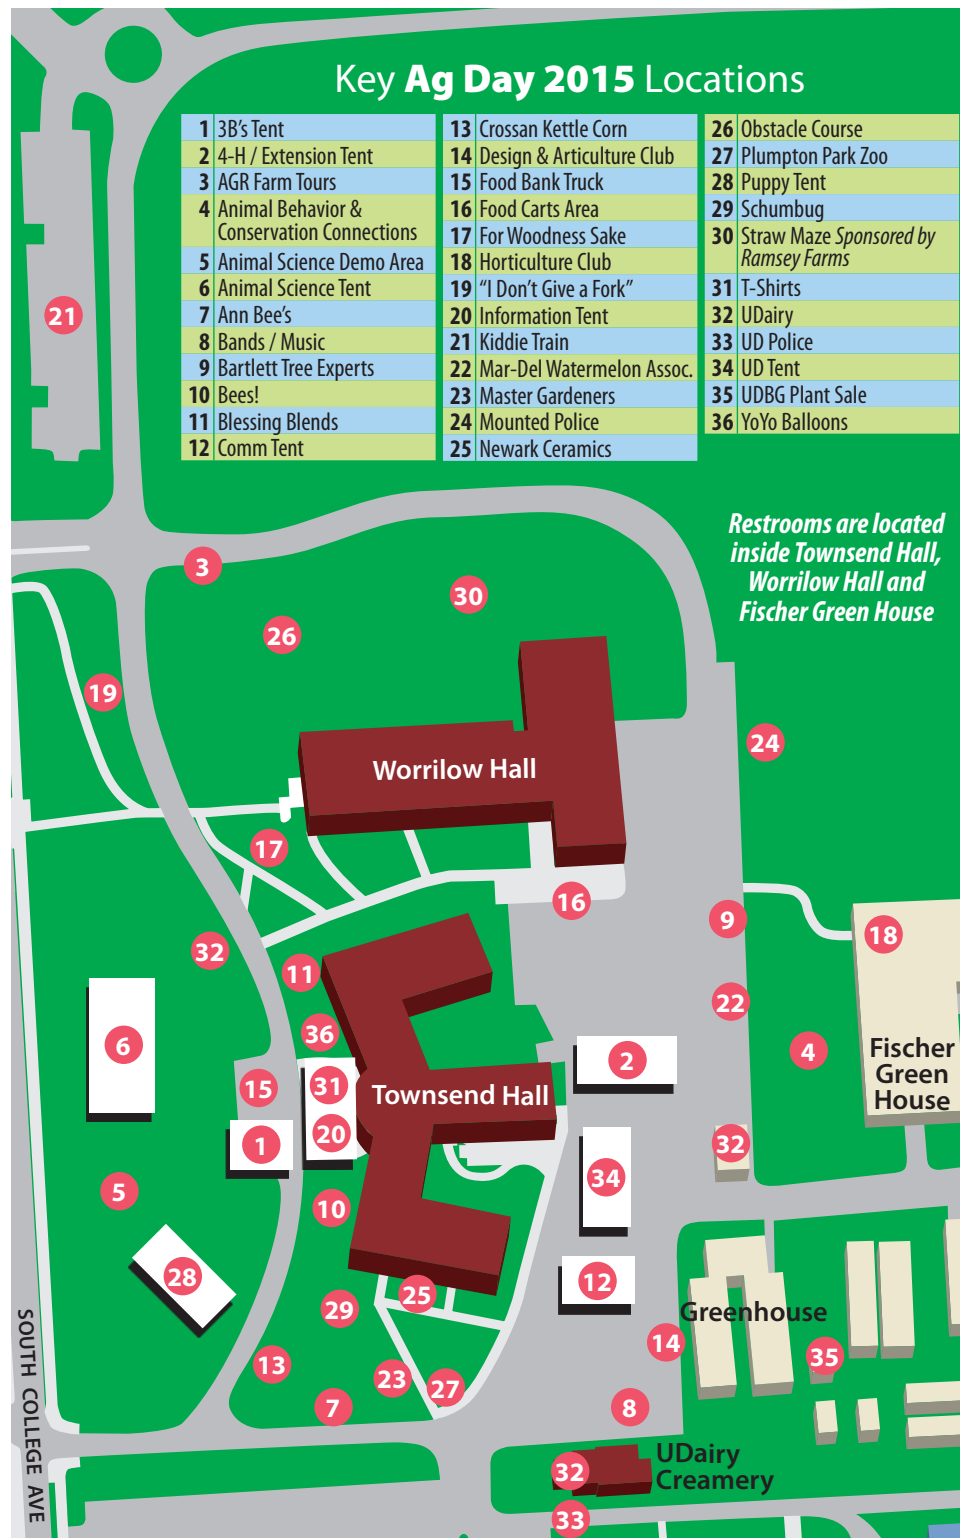 Key Ag Day 2015 Locations
1 3B's Tent
2 4-H / Extension Tent
3 AGR Farm Tours
4 Animal Behavior &
Conservation Connections
5 Animal Science Demo Area
6 Animal Science Tent
7 Ann Bee's
8 Bands / Music
9 Bartlett Tree Experts
10 Bees!
11 Blessing Blends
12 Comm Tent
13 Crossan Kettle Corn
14 Design & Articulture Club
15 Food Bank Truck
16 Food Carts Area
17 For Woodness Sake
18 Horticulture Club
19 “I Don't Give a Fork”
20 Information Tent
21 Kiddie Train
22 Mar-Del Watermelon Assoc.
23 Master Gardeners
24 Mounted Police
25 Newark Ceramics
26 Obstacle Course
27 Plumpton Park Zoo
28 Puppy Tent
29 Schumbug
30 Straw Maze Sponsored by
Ramsey Farms
31 T-Shirts
32 UDairy
33 UD Police
34 UD Tent
35 UDBG Plant Sale
36 YoYo Balloons
21
Restrooms are located
inside Townsend Hall,
Worrilow Hall and
Fischer Green House
3
30
26
19
24
Worrilow Hall
17
16
9
18
32
11
22
36
6
2
4
Fischer
Green
House
15
31
Townsend Hall
1
20
32
5
34
10
28
12
25
29
Greenhouse
14
35
13
23
27
7
8
SOUTH COLLEGE AVE
UDairy
Creamery
32
33